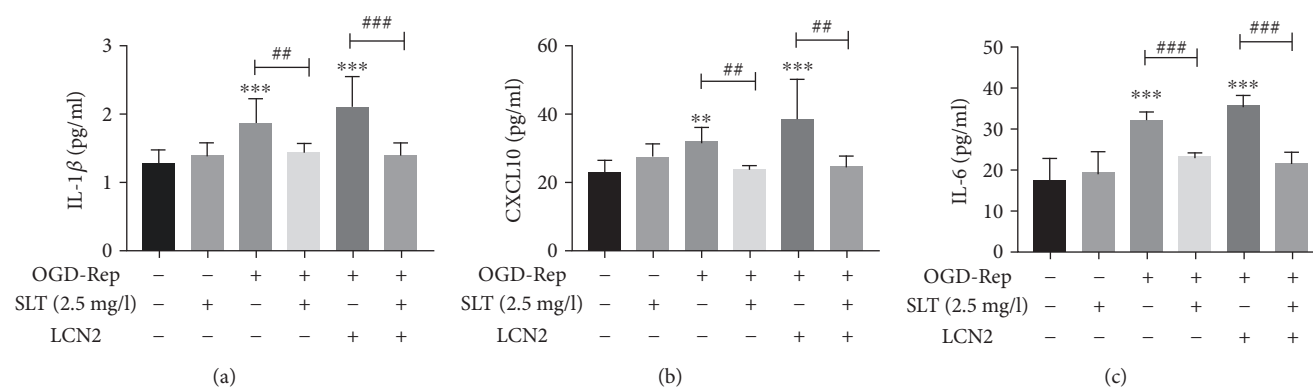 ###
##
***
***
3
2
1
0
IL-1β (pg/ml)
OGD-Rep – – + + + +
SLT (2.5 mg/l) – + – + – +
LCN2 – – – – + +
(a)
##
##
***
**
60
40
20
0
CXCL10 (pg/ml)
OGD-Rep – – + + + +
SLT (2.5 mg/l) – + – + – +
LCN2 – – – – + +
(b)
###
###
***
***
50
40
30
20
10
0
IL-6 (pg/ml)
OGD-Rep – – + + + +
SLT (2.5 mg/l) – + – + – +
LCN2 – – – – + +
(c)